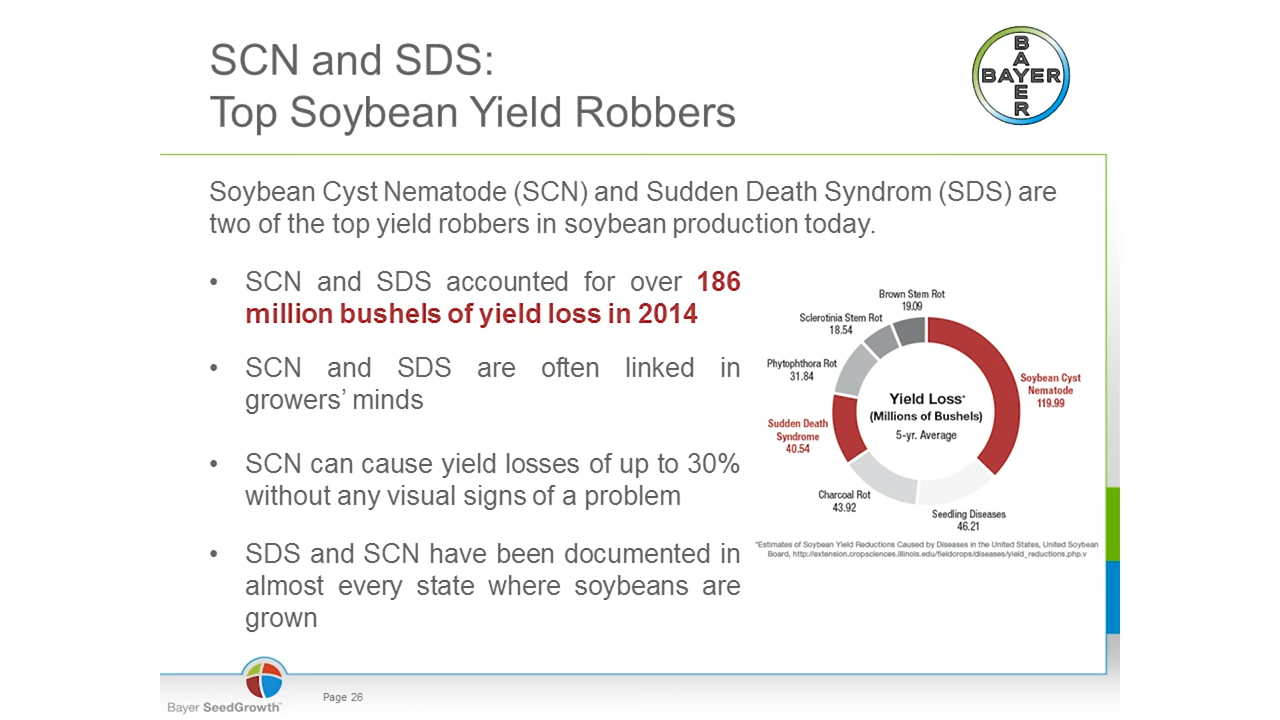 SCN and SDS:
Top Soybean Yield Robbers
BAYER
BAYER
Soybean Cyst Nematode (SCN) and Sudden Death Syndrom (SDS) are
two of the top yield robbers in soybean production today.
• SCN and SDS accounted for over 186
million bushels of yield loss in 2014
• SCN and SDS are often linked in
growers’ minds
• SCN can cause yield losses of up to 30%
without any visual signs of a problem
• SDS and SCN have been documented in
almost every state where soybeans are
grown
Brown Stem Rot
19.09
Sclerotinia Stem Rot
18.54
Phytophthora Rot
31.84
Soybean Cyst
Nematode
119.99
Yield Loss*
(Millions of Bushels)
5-yr. Average
Sudden Death
Syndrome
40.54
Charcoal Rot
43.92
Seedling Diseases
46.21
*Estimates of Soybean Yield Reductions Caused by Diseases in the United States, United Soybean
Board, http://extension.cropsciences.illinois.edu/fieldcrops/diseases/yield_reductions.php.v
Bayer SeedGrowth™
Page 26